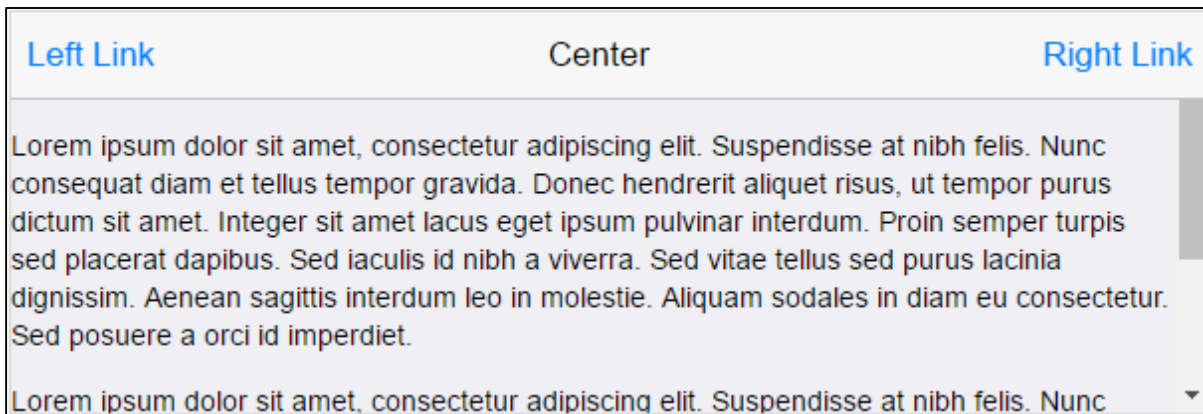 Left Link Center Right Link
Lorem ipsum dolor sit amet, consectetur adipiscing elit. Suspendisse at nibh felis. Nunc
consequat diam et tellus tempor gravida. Donec hendrerit aliquet risus, ut tempor purus
dictum sit amet. Integer sit amet lacus eget ipsum pulvinar interdum. Proin semper turpis
sed placerat dapibus. Sed iaculis id nibh a viverra. Sed vitae tellus sed purus lacinia
dignissim. Aenean sagittis interdum leo in molestie. Aliquam sodales in diam eu consectetur.
Sed posuere a orci id imperdiet.
Lorem ipsum dolor sit amet, consectetur adipiscing elit. Suspendisse at nibh felis. Nunc